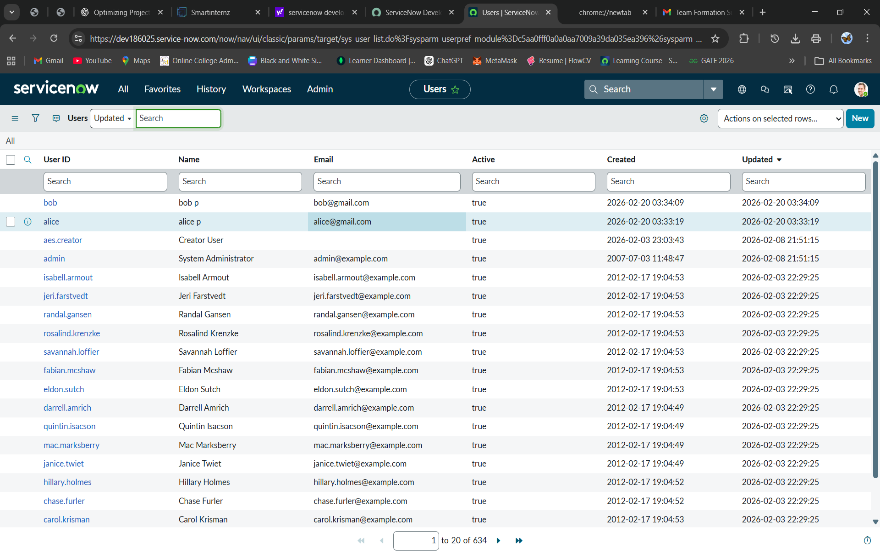 Optimizing Project
Smartinternz
servicenow develo
ServiceNow Devel
Users | ServiceNow
chrome://newtab
Team Formation S
https://dev186025.service-now.com/now/nav/ui/classic/params/target/sys_user_list.do%3Fsysparm_userpref_module%3Dc5aa0fff0a0a0aa7009a39da035ea396%26sysparm_...
Gmail YouTube Maps Online College Adm... Black-and-White Si... Learner Dashboard |... ChatGPT MetaMask Resume | FlowCV Learning Course - S... GATE 2026 » All Bookmarks
servicenow All Favorites History Workspaces Admin Users Search
Users Updated Search Actions on selected rows... New
All
User ID Name Email Active Created Updated
Search Search Search Search Search Search
bob bob p bob@gmail.com true 2026-02-20 03:34:09 2026-02-20 03:34:09
alice alice p alice@gmail.com true 2026-02-20 03:33:19 2026-02-20 03:33:19
aes.creator Creator User true 2026-02-03 23:03:43 2026-02-08 21:51:15
admin System Administrator admin@example.com true 2007-07-03 11:48:47 2026-02-08 21:51:15
isabell.armout Isabell Armout isabell.armout@example.com true 2012-02-17 19:04:53 2026-02-03 22:29:25
jeri.farstvedt Jeri Farstvedt jeri.farstvedt@example.com true 2012-02-17 19:04:53 2026-02-03 22:29:25
randal.gansen Randal Gansen randal.gansen@example.com true 2012-02-17 19:04:53 2026-02-03 22:29:25
rosalind.krenzke Rosalind Krenzke rosalind.krenzke@example.com true 2012-02-17 19:04:53 2026-02-03 22:29:25
savannah.loffier Savannah Loffier savannah.loffier@example.com true 2012-02-17 19:04:53 2026-02-03 22:29:25
fabian.mcshaw Fabian Mcshaw fabian.mcshaw@example.com true 2012-02-17 19:04:53 2026-02-03 22:29:25
eldon.sutch Eldon Sutch eldon.sutch@example.com true 2012-02-17 19:04:53 2026-02-03 22:29:25
darrell.amrich Darrell Amrich darrell.amrich@example.com true 2012-02-17 19:04:49 2026-02-03 22:29:25
quintin.isacson Quintin Isacson quintin.isacson@example.com true 2012-02-17 19:04:49 2026-02-03 22:29:25
mac.marksberry Mac Marksberry mac.marksberry@example.com true 2012-02-17 19:04:49 2026-02-03 22:29:25
janice.twiet Janice Twiet janice.twiet@example.com true 2012-02-17 19:04:49 2026-02-03 22:29:25
hillary.holmes Hillary Holmes hillary.holmes@example.com true 2012-02-17 19:04:52 2026-02-03 22:29:25
chase.furler Chase Furler chase.furler@example.com true 2012-02-17 19:04:52 2026-02-03 22:29:25
carol.krisman Carol Krisman carol.krisman@example.com true 2012-02-17 19:04:53 2026-02-03 22:29:25
1 to 20 of 634